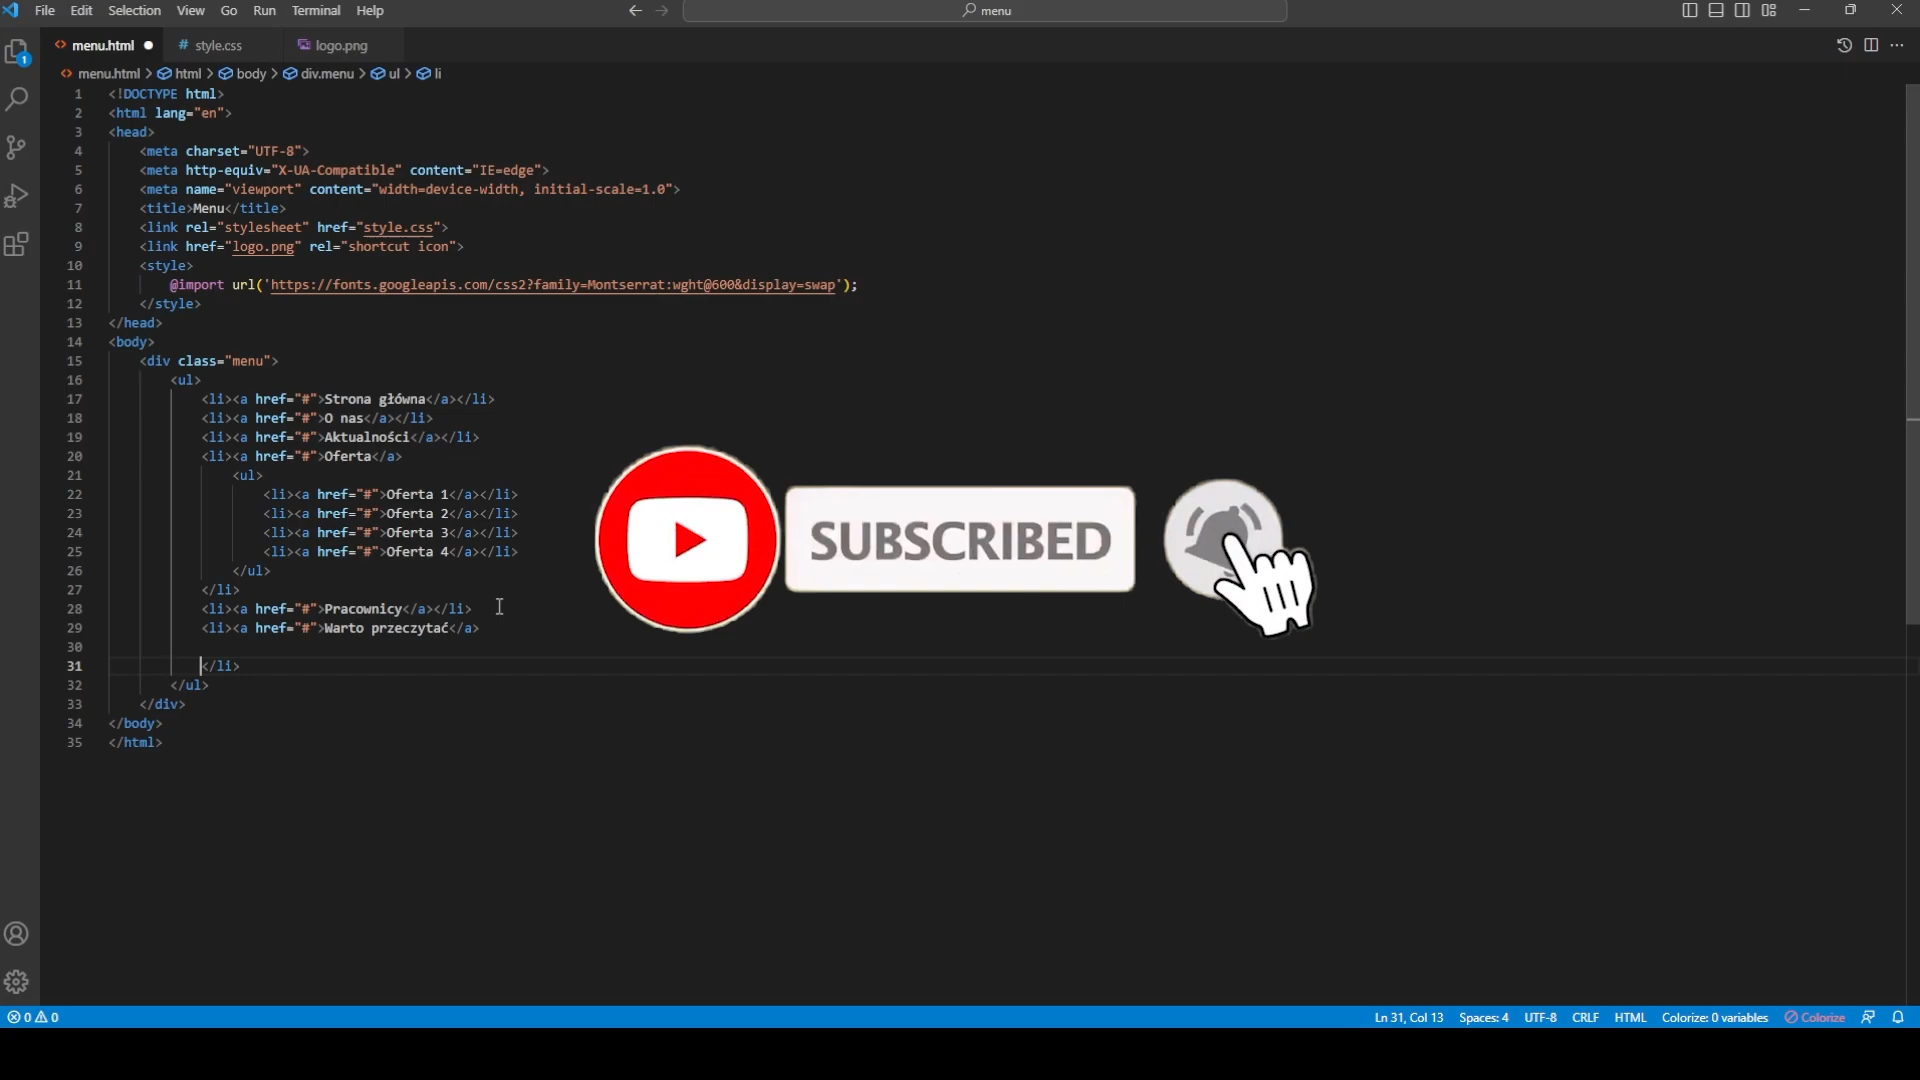 File Edit Selection View Go Run Terminal Help menu
menu.html style.css logo.png
menu.html > html > body > div.menu > ul > li
1 <!DOCTYPE html>
2 <html lang="en">
3 <head>
4 <meta charset="UTF-8">
5 <meta http-equiv="X-UA-Compatible" content="IE=edge">
6 <meta name="viewport" content="width=device-width, initial-scale=1.0">
7 <title>Menu</title>
8 <link rel="stylesheet" href="style.css">
9 <link href="logo.png" rel="shortcut icon">
10 <style>
11 @import url('https://fonts.googleapis.com/css2?family=Montserrat:wght@600&display=swap');
12 </style>
13 </head>
14 <body>
15 <div class="menu">
16 <ul>
17 <li><a href="#">Strona główna</a></li>
18 <li><a href="#">O nas</a></li>
19 <li><a href="#">Aktualności</a></li>
20 <li><a href="#">Oferta</a>
21 <ul>
22 <li><a href="#">Oferta 1</a></li>
23 <li><a href="#">Oferta 2</a></li>
24 <li><a href="#">Oferta 3</a></li>
25 <li><a href="#">Oferta 4</a></li>
26 </ul>
27 </li>
28 <li><a href="#">Pracownicy</a></li>
29 <li><a href="#">Warto przeczytać</a>
30
31 </li>
32 </ul>
33 </div>
34 </body>
35 </html>
SUBSCRIBED
1
0 0 Ln 31, Col 13 Spaces: 4 UTF-8 CRLF HTML Colorize: 0 variables Colorize